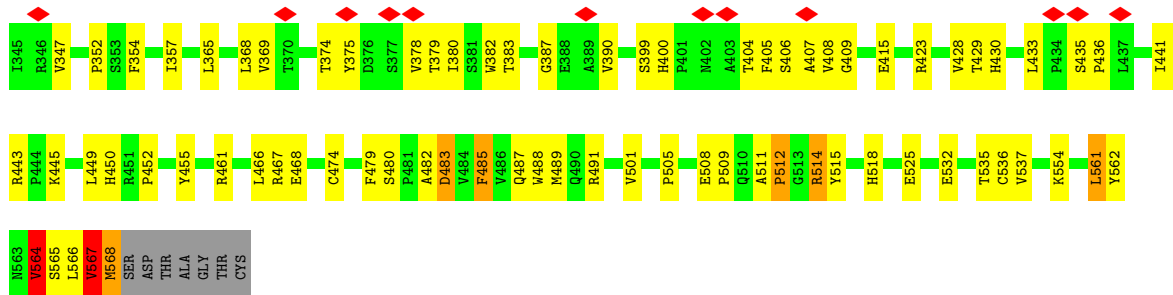 I345 R346 V347 P352 S353 F354 I357 L365 L368 V369 T370 T374 Y375 D376 S377 V378 T379 I380 S381 W382 T383 G387 E388 A389 V390 S399 H400 P401 N402 A403 T404 F405 S406 A407 V408 G409 E415 R423 V428 T429 H430 L433 P434 S435 P436 L437 I441
R443 P444 K445 L449 H450 R451 P452 Y455 R461 L466 R467 E468 C474 F479 S480 P481 A482 D483 V484 F485 V486 Q487 W488 M489 Q490 R491 V501 P505 E508 P509 Q510 A511 P512 G513 R514 Y515 H518 E525 E532 T535 C536 V537 K554 L561 Y562
N563 V564 S565 L566 V567 M568 SER ASP THR ALA GLY THR CYS